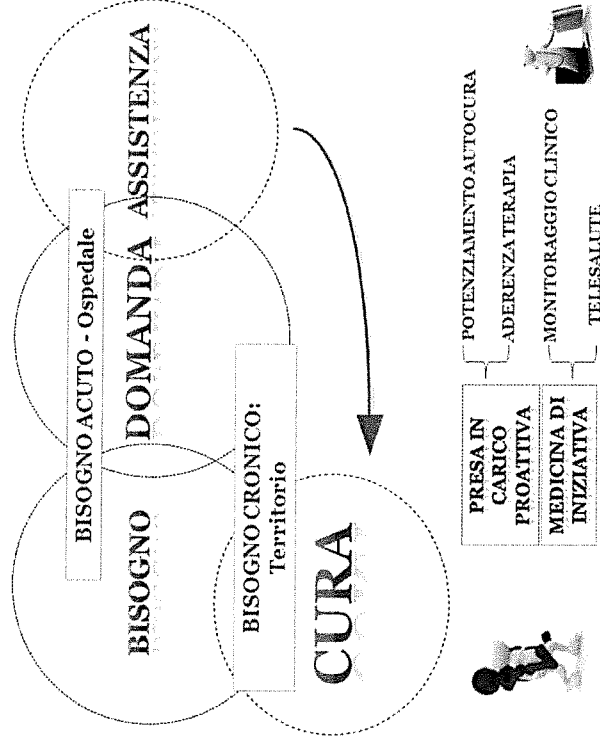 BISOGNO ACUTO - Ospedale
BISOGNO DOMANDA ASSISTENZA
BISOGNO CRONICO:
Territorio
CURA
PRESA IN
CARICO
PROATTIVA
POTENZIAMENTO AUTOCURA
ADERENZA TERAPIA
MEDICINA DI
INIZIATIVA
MONITORAGGIO CLINICO
TELESALUTE